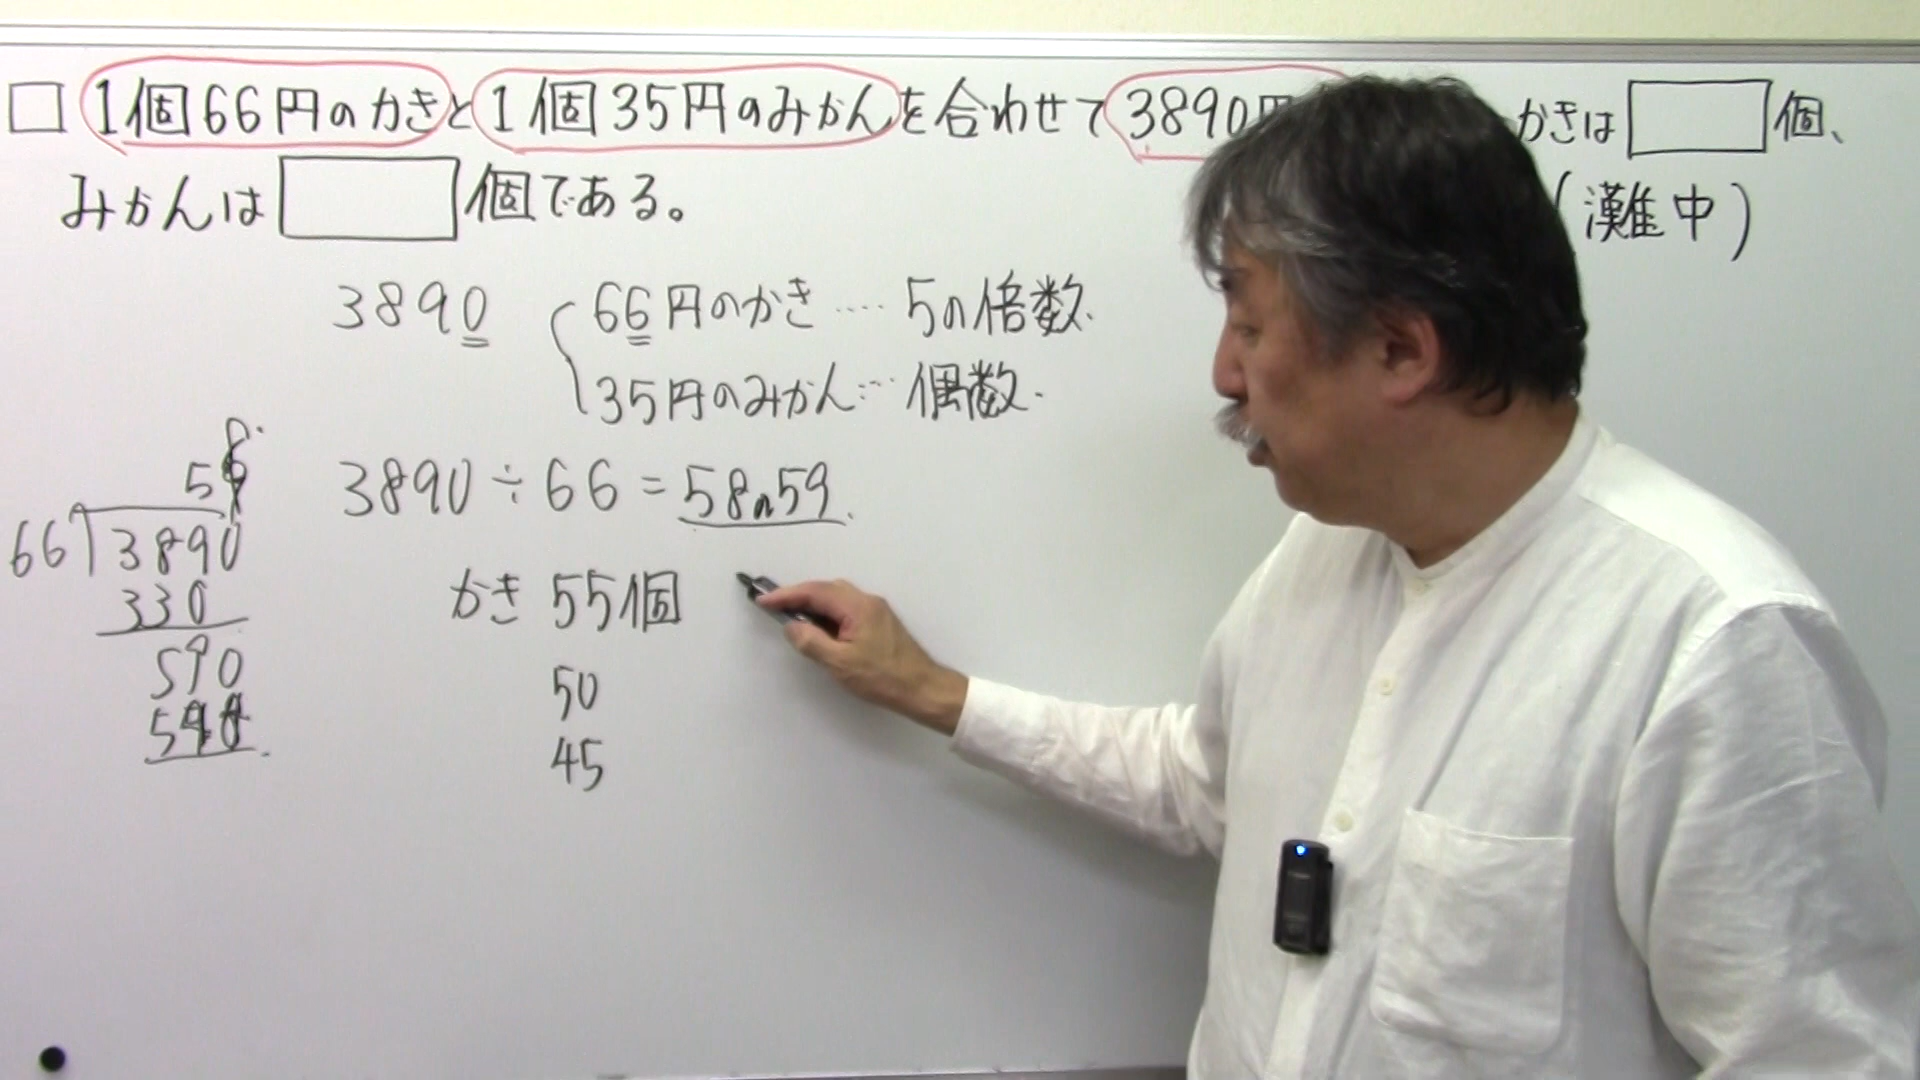 □ 1個66円のかきと1個35円のみかんを合わせて3890円 かきは□個、
みかんは□個である。 (灘中)
3890 66円のかき…. 5の倍数.
35円のみかん… 偶数.
3890÷66=58.59
58
66)3890
330
590
かき 55個
50
45